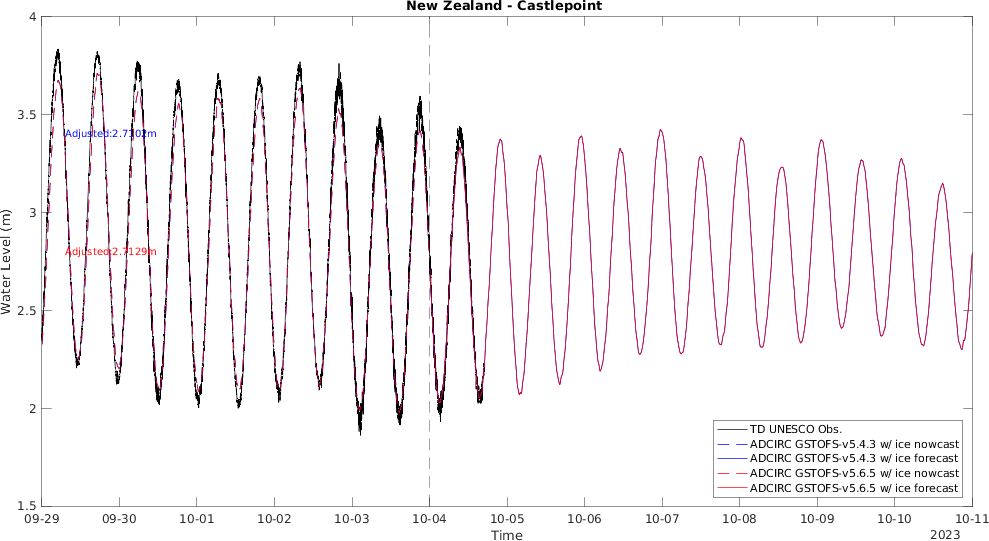 New Zealand - Castlepoint
4
3.5
3
2.5
2
1.5
Water Level (m)
Adjusted:2.7102m
Adjusted:2.7129m
TD UNESCO Obs.
ADCIRC GSTOFS-v5.4.3 w/ ice nowcast
ADCIRC GSTOFS-v5.4.3 w/ ice forecast
ADCIRC GSTOFS-v5.6.5 w/ ice nowcast
ADCIRC GSTOFS-v5.6.5 w/ ice forecast
09-29 09-30 10-01 10-02 10-03 10-04 10-05 10-06 10-07 10-08 10-09 10-10 10-11
Time
2023